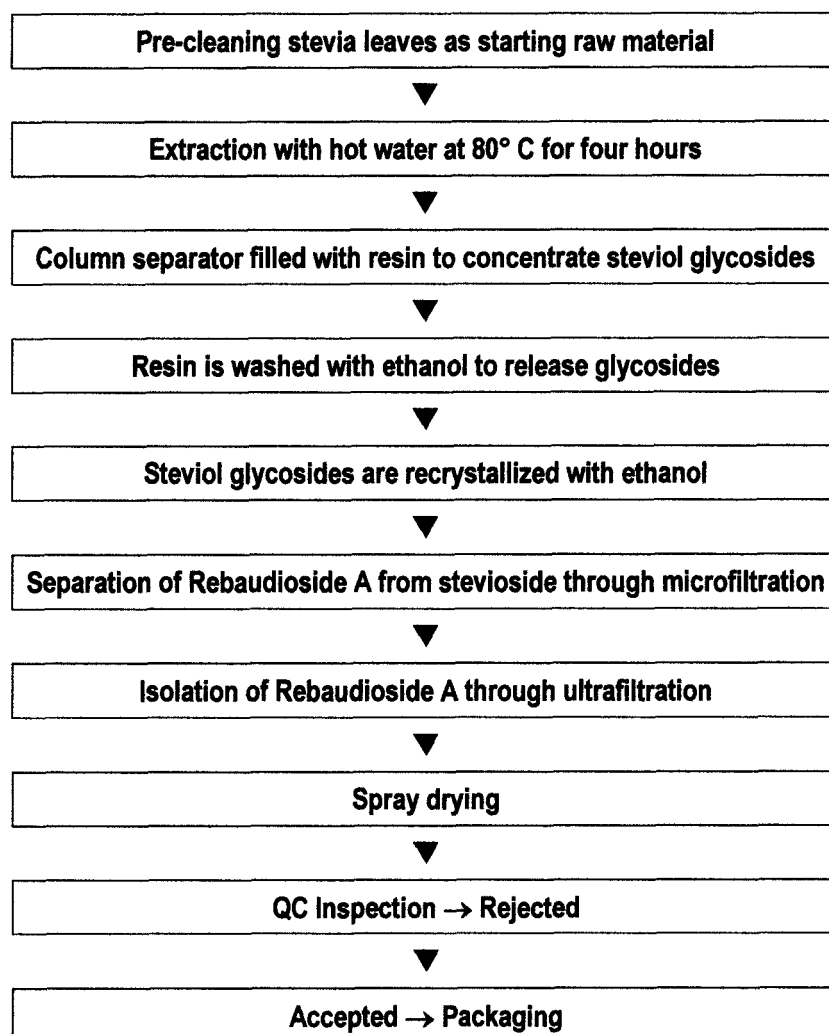 Pre-cleaning stevia leaves as starting raw material
Extraction with hot water at 80° C for four hours
Column separator filled with resin to concentrate steviol glycosides
Resin is washed with ethanol to release glycosides
Steviol glycosides are recrystallized with ethanol
Separation of Rebaudioside A from stevioside through microfiltration
Isolation of Rebaudioside A through ultrafiltration
Spray drying
QC Inspection → Rejected
Accepted → Packaging